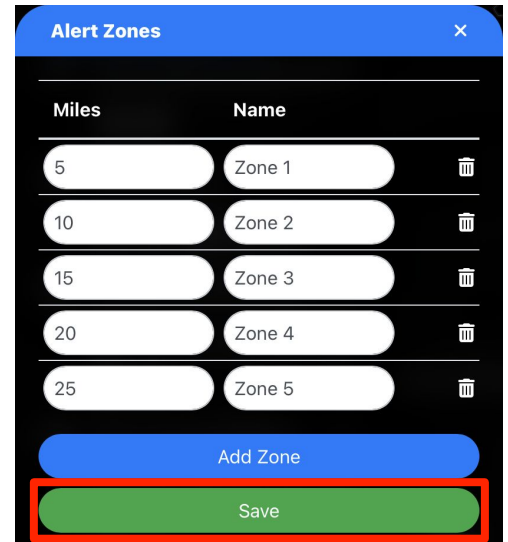 Alert Zones ×
Miles Name
5 Zone 1
10 Zone 2
15 Zone 3
20 Zone 4
25 Zone 5
Add Zone
Save